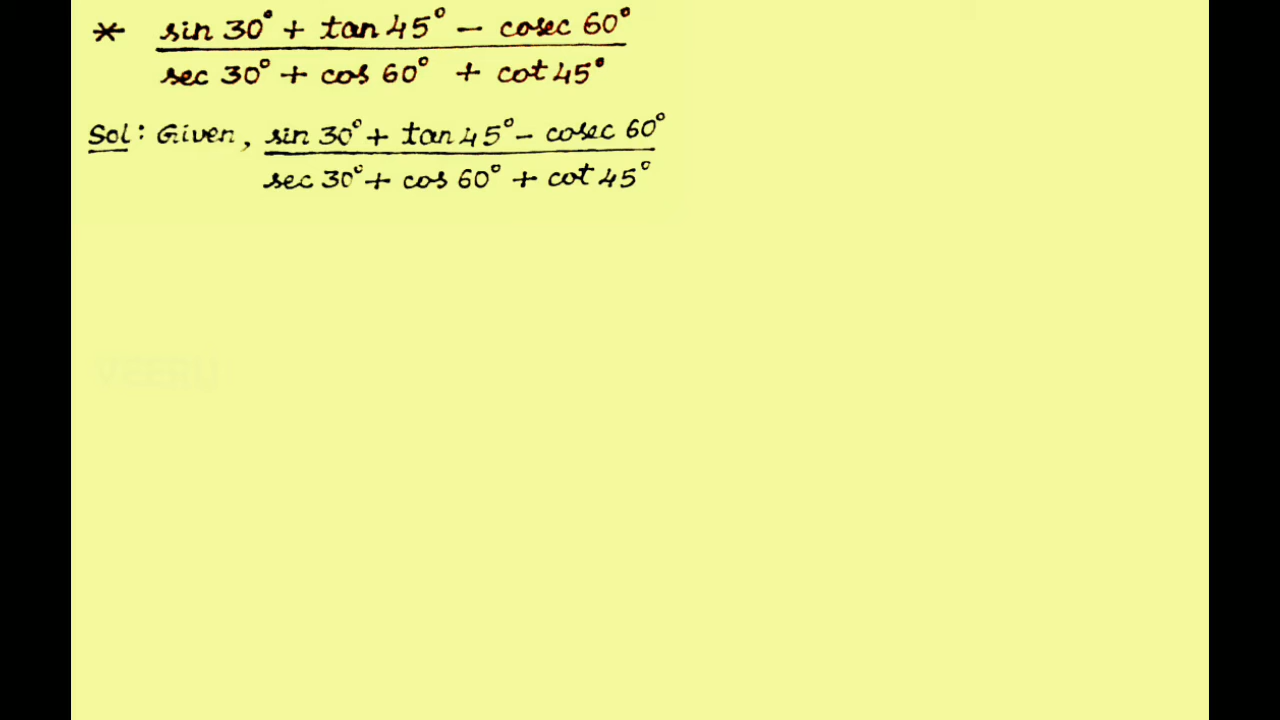 * sin 30° + tan 45° − cosec 60°
sec 30° + cos 60° + cot 45°
Sol: Given, sin 30° + tan 45° − cosec 60°
sec 30° + cos 60° + cot 45°